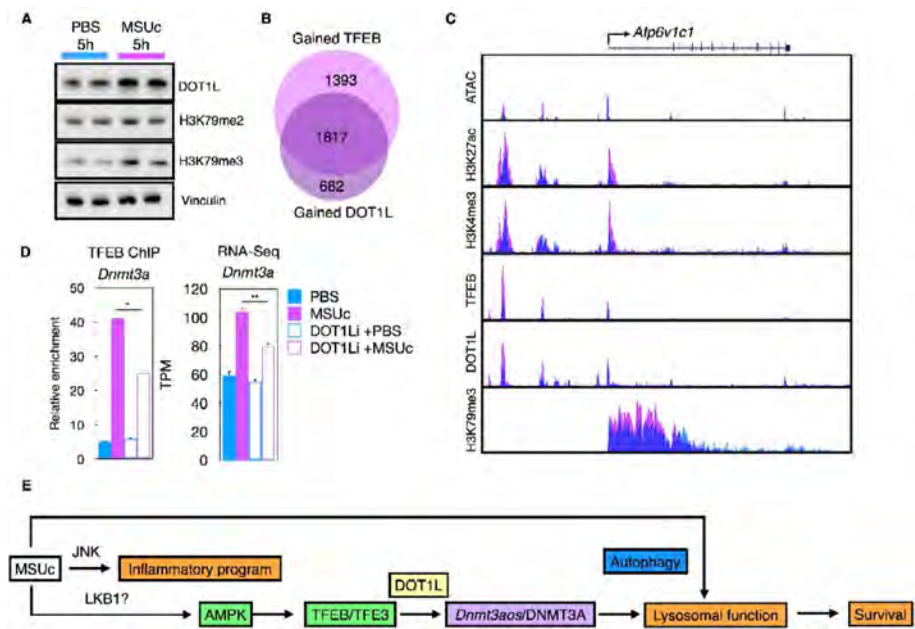 A
PBS
5h
MSUc
5h
DOT1L
H3K79me2
H3K79me3
Vinculin
B
Gained TFEB
1393
1817
662
Gained DOT1L
C
Atp6v1c1
ATAC
H3K27ac
H3K4me3
TFEB
DOT1L
H3K79me3
D
TFEB ChIP
Dnmt3a
Relative enrichment
50
40
30
20
10
0
*
RNA-Seq
Dnmt3a
TPM
120
100
80
60
40
20
0
**
PBS
MSUc
DOT1Li +PBS
DOT1Li +MSUc
E
MSUc
JNK
Inflammatory program
LKB1?
AMPK
TFEB/TFE3
DOT1L
Dnmt3aos/DNMT3A
Autophagy
Lysosomal function
Survival